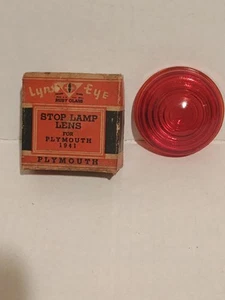 Lynx Eye
STOP LAMP
LENS
FOR
PLYMOUTH
1941
PLYMOUTH